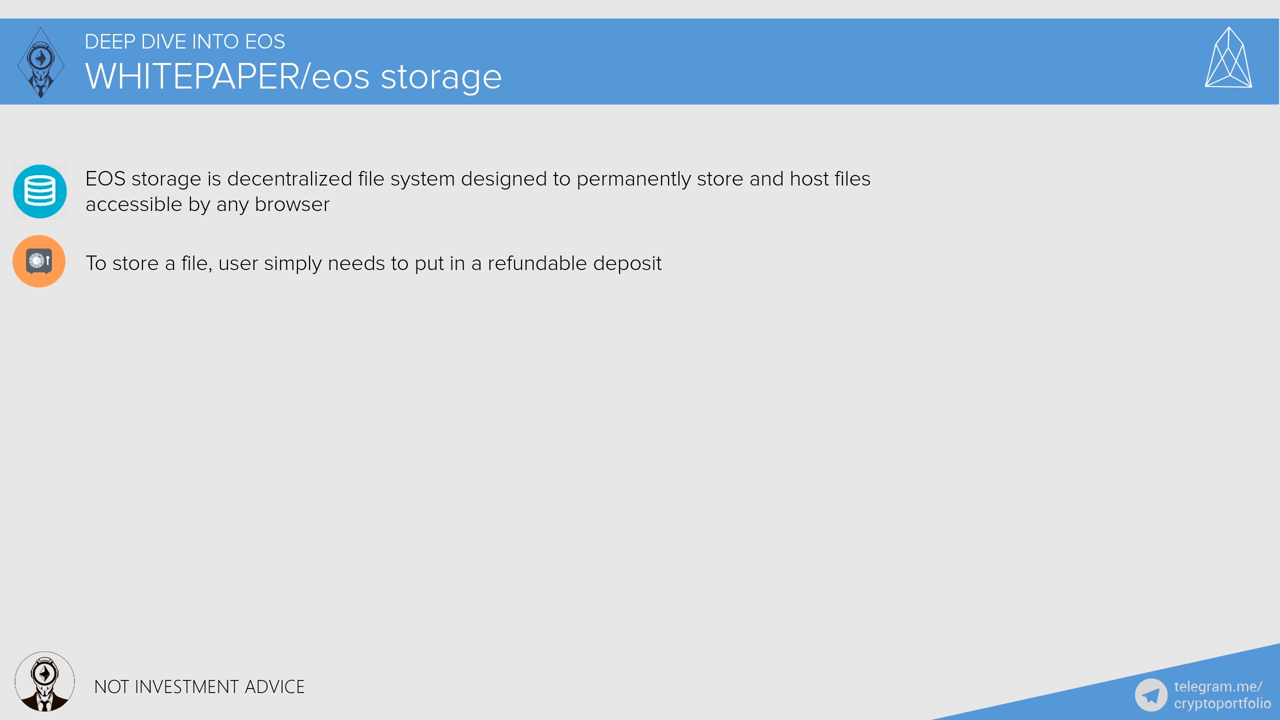 DEEP DIVE INTO EOS
WHITEPAPER/eos storage
EOS storage is decentralized file system designed to permanently store and host files
accessible by any browser
To store a file, user simply needs to put in a refundable deposit
NOT INVESTMENT ADVICE
telegram.me/
cryptoportfolio